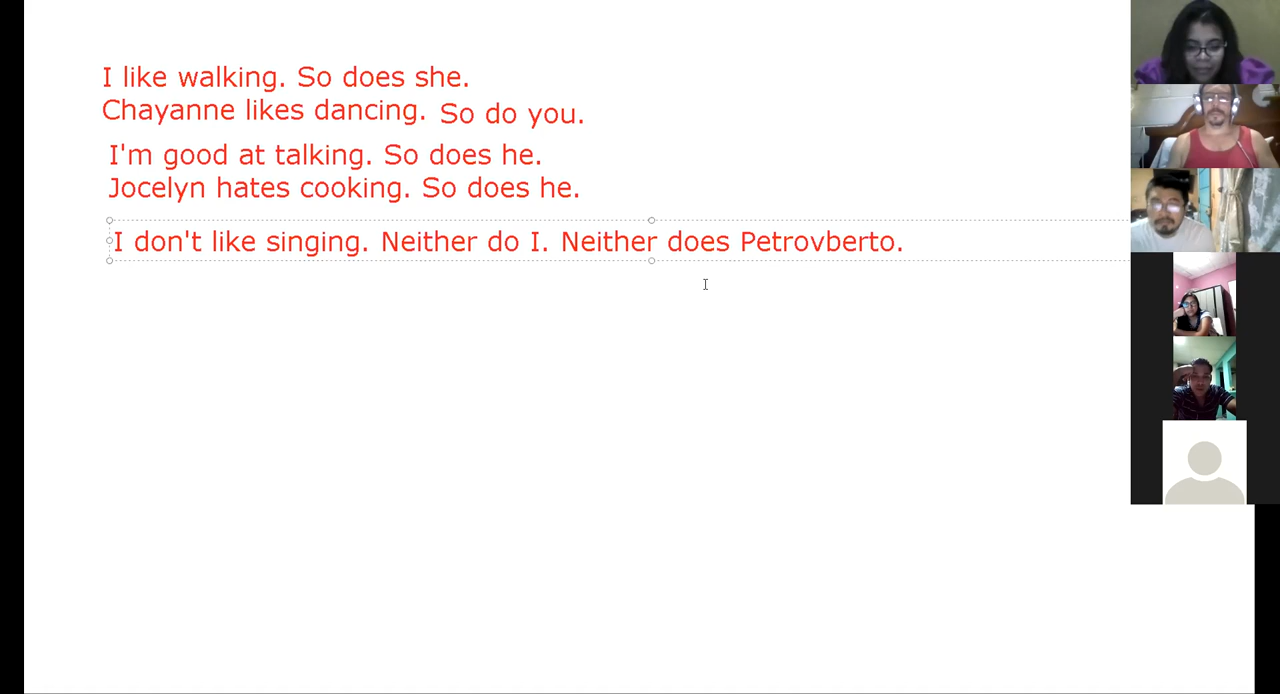 I like walking. So does she.
Chayanne likes dancing. So do you.
I'm good at talking. So does he.
Jocelyn hates cooking. So does he.
I don't like singing. Neither do I. Neither does Petrovberto.